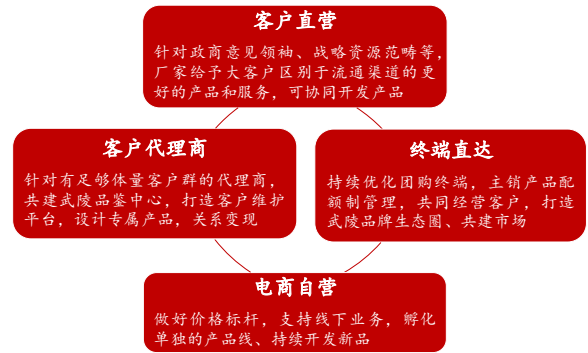 客户直营
针对政商意见领袖、战略资源范畴等，
厂家给予大客户区别于流通渠道的更
好的产品和服务，可协同开发产品
客户代理商
针对有足够体量客户群的代理商，
共建武陵品鉴中心，打造客户维护
平台，设计专属产品，关系变现
终端直达
持续优化团购终端，主销产品配
额制管理，共同经营客户，打造
武陵品牌生态圈、共建市场
电商自营
做好价格标杆，支持线下业务，孵化
单独的产品线、持续开发新品